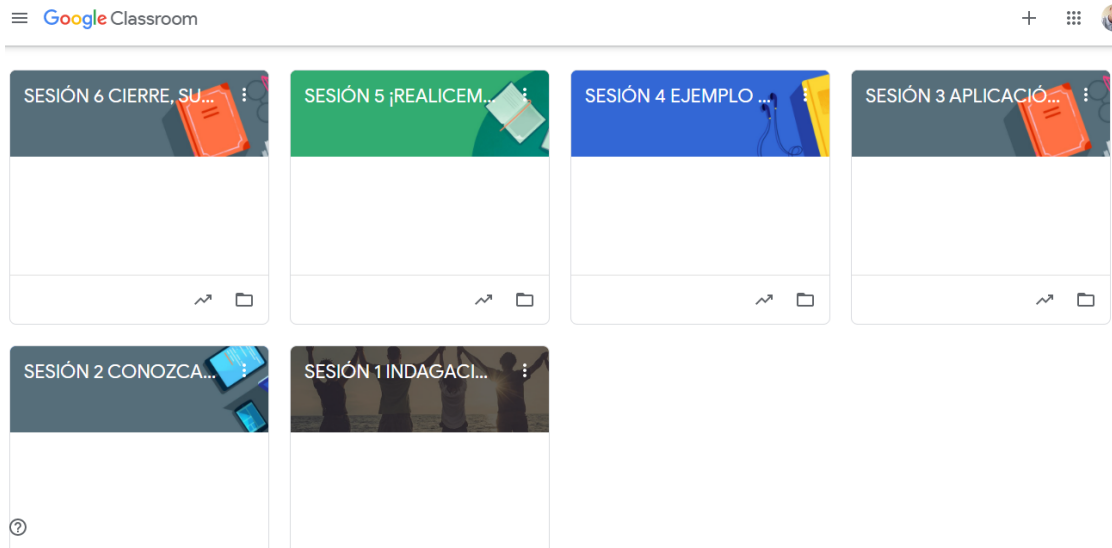 Google Classroom
SESIÓN 6 CIERRE, SU...
SESIÓN 5 ¡REALICEM...
SESIÓN 4 EJEMPLO ...
SESIÓN 3 APLICACIÓ...
SESIÓN 2 CONOZCA...
SESIÓN 1 INDAGACI...